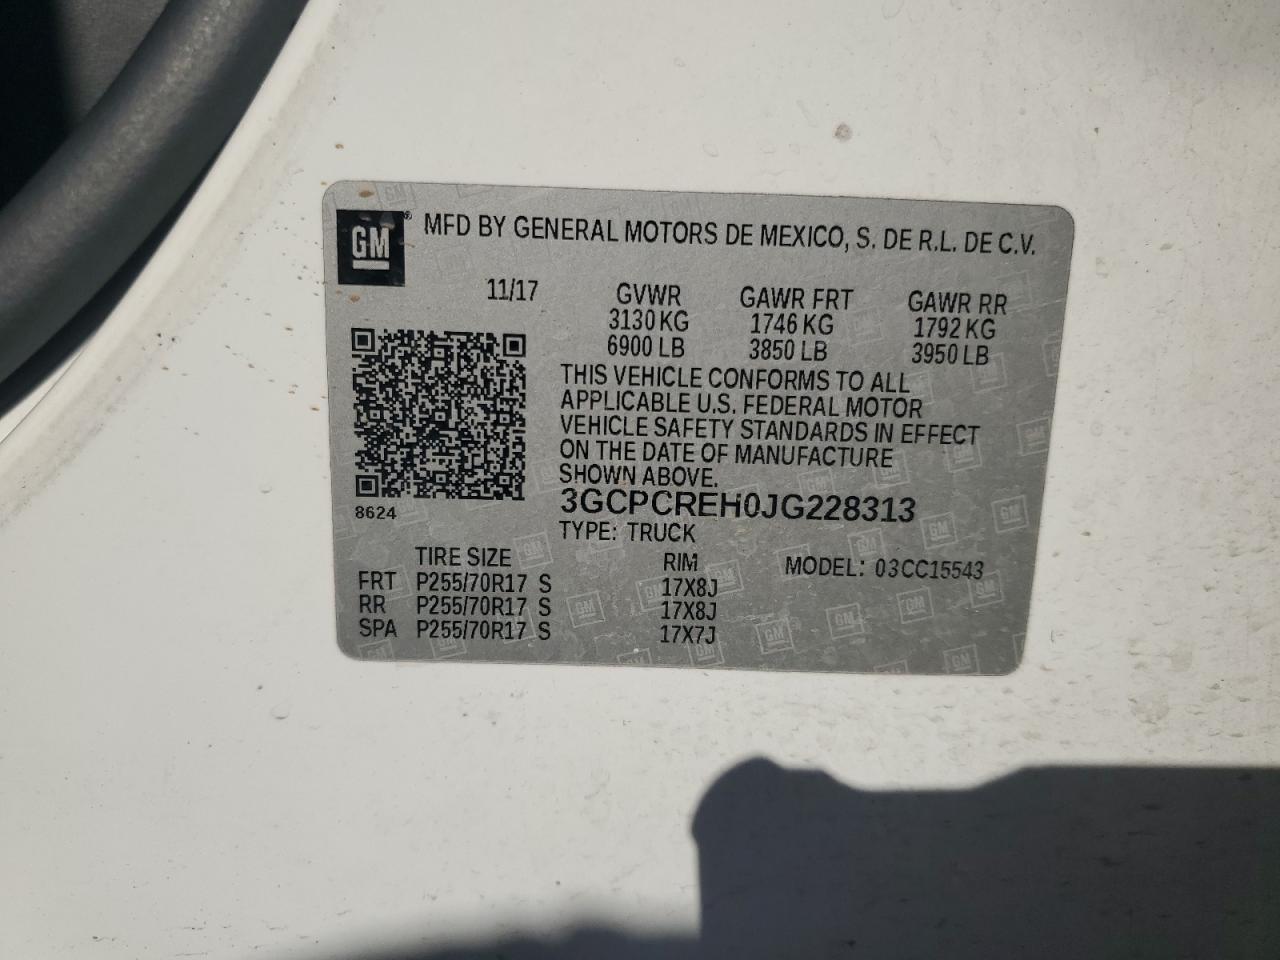 GM®
MFD BY GENERAL MOTORS DE MEXICO, S. DE R.L. DE C.V.
11/17 GVWR GAWR FRT GAWR RR
3130 KG 1746 KG 1792 KG
6900 LB 3850 LB 3950 LB
THIS VEHICLE CONFORMS TO ALL
APPLICABLE U.S. FEDERAL MOTOR
VEHICLE SAFETY STANDARDS IN EFFECT
ON THE DATE OF MANUFACTURE
SHOWN ABOVE.
3GCPCREH0JG228313
8624
TYPE: TRUCK
TIRE SIZE RIM MODEL: 03CC15543
FRT P255/70R17 S 17X8J
RR P255/70R17 S 17X8J
SPA P255/70R17 S 17X7J